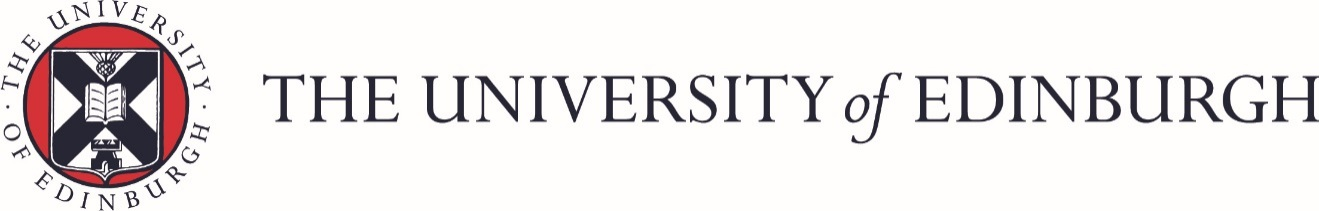 THE UNIVERSITY
· OF EDINBURGH ·
THE UNIVERSITY of EDINBURGH